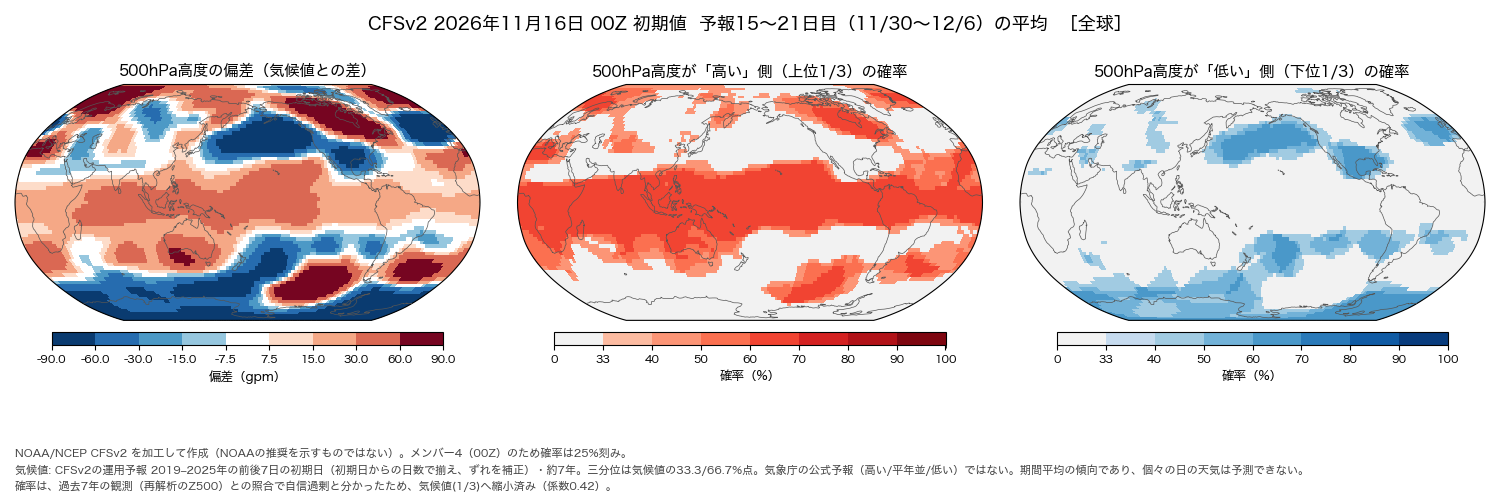 CFSv2 2026年11月16日 00Z 初期値 予報15～21日目（11/30～12/6）の平均 ［全球］
500hPa高度の偏差（気候値との差）
500hPa高度が「高い」側（上位1/3）の確率
500hPa高度が「低い」側（下位1/3）の確率
-90.0 -60.0 -30.0 -15.0 -7.5 7.5 15.0 30.0 60.0 90.0
偏差（gpm）
0 33 40 50 60 70 80 90 100
確率（%）
0 33 40 50 60 70 80 90 100
確率（%）
NOAA/NCEP CFSv2 を加工して作成（NOAAの推奨を示すものではない）。メンバー4（00Z）のため確率は25%刻み。
気候値: CFSv2の運用予報 2019–2025年の前後7日の初期日（初期日からの日数で揃え、ずれを補正）・約7年。三分位は気候値の33.3/66.7%点。気象庁の公式予報（高い/平年並/低い）ではない。期間平均の傾向であり、個々の日の天気は予測できない。
確率は、過去7年の観測（再解析のZ500）との照合で自信過剰と分かったため、気候値(1/3)へ縮小済み（係数0.42）。